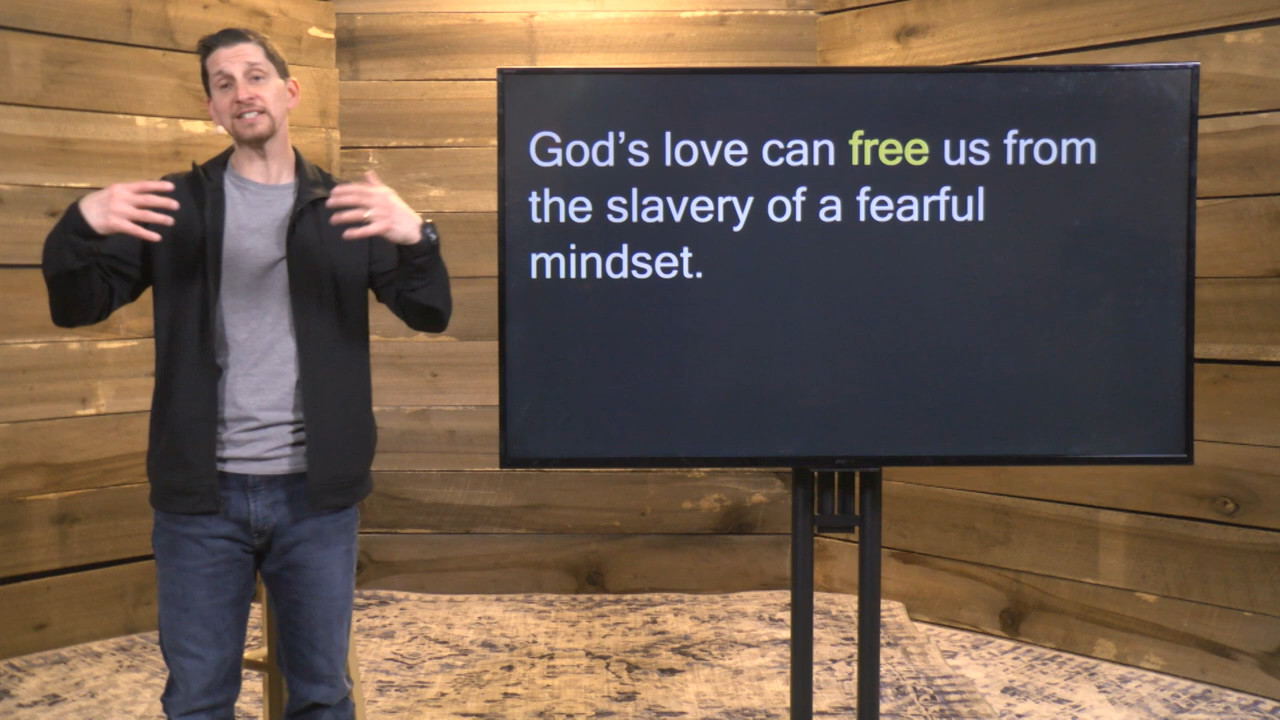 God’s love can free us from
the slavery of a fearful
mindset.